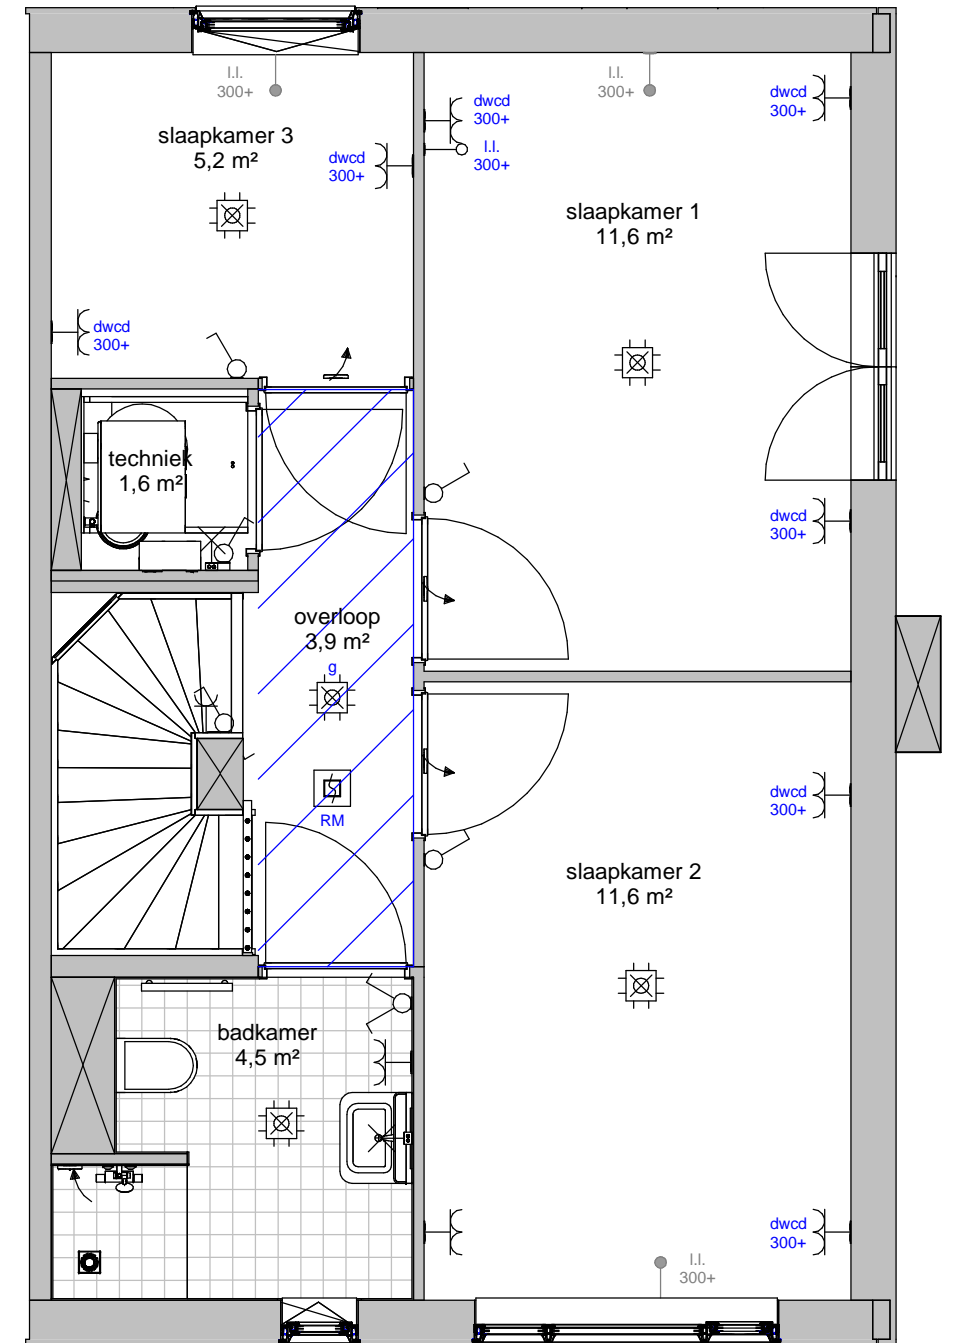 l.l.
300+
l.l.
300+
dwcd
300+
dwcd
300+
l.l.
300+
slaapkamer 3
5,2 m²
dwcd
300+
slaapkamer 1
11,6 m²
dwcd
300+
techniek
1,6 m²
dwcd
300+
overloop
3,9 m²
g
RM
dwcd
300+
slaapkamer 2
11,6 m²
badkamer
4,5 m²
dwcd
300+
l.l.
300+